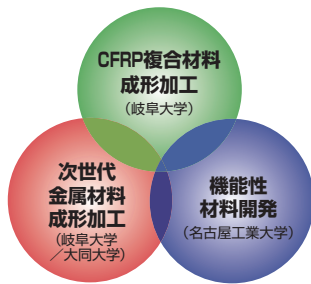 CFRP複合材料
成形加工
（岐阜大学）
次世代
金属材料
成形加工
（岐阜大学
／大同大学）
機能性
材料開発
（名古屋工業大学）